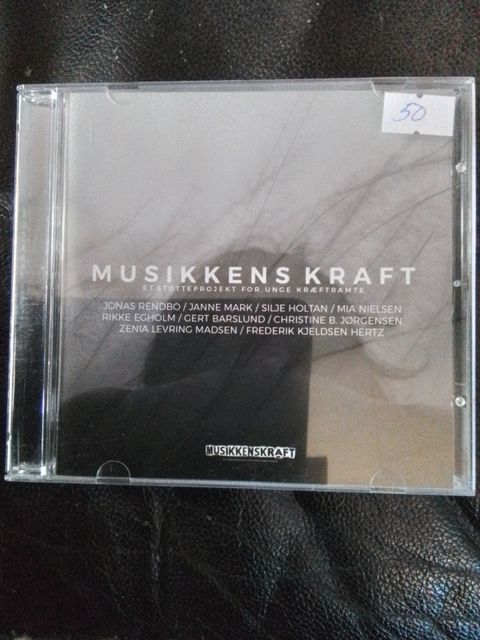 50
MUSIKKENS KRAFT
ET STØTTEPROJEKT FOR UNGE KRÆFTRAMTE
JONAS RENDBO / JANNE MARK / SILJE HOLTAN / MIA NIELSEN
RIKKE EGHOLM / GERT BARSLUND / CHRISTINE B. JØRGENSEN
ZENIA LEVRING MADSEN / FREDERIK KJELDSEN HERTZ
MUSIKKENSKRAFT